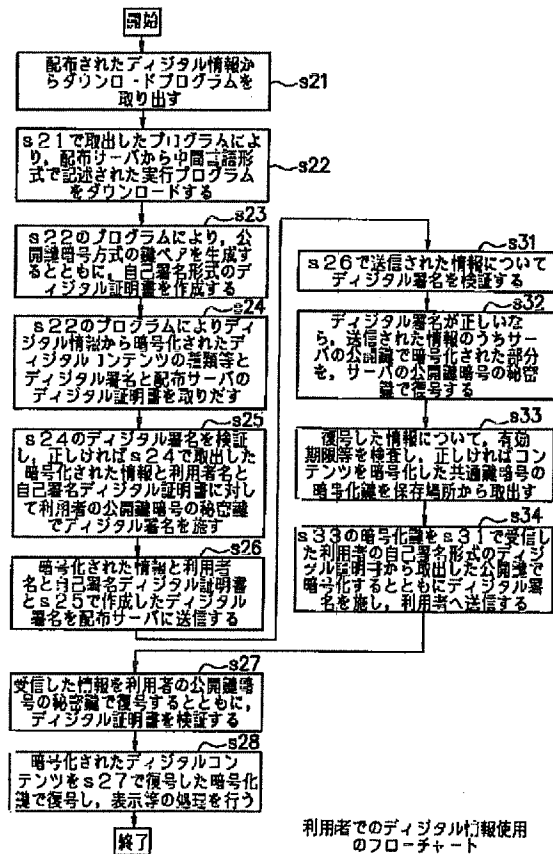 開始
配布されたディジタル情報か
らダウンロードプログラムを
取り出す
s21
s21で取出したプログラムによ
り，配布サーバから中間言語形
式で記述された実行プログラム
をダウンロードする
s22
s23
s22のプログラムにより，公
開鍵暗号方式の鍵ペアを生成す
るとともに，自己署名形式のデ
ィジタル証明書を作成する
s24
s22のプログラムによりディ
ジタル情報から暗号化されたデ
ィジタルコンテンツの種類等と
ディジタル署名と配布サーバの
ディジタル証明書を取りだす
s25
s24のディジタル署名を検証
し，正しければs24で取出した
暗号化された情報と利用者名と
自己署名ディジタル証明書に対し
て利用者の公開鍵暗号の秘密鍵
でディジタル署名を施す
s26
暗号化された情報と利用者
名と自己署名ディジタル証明書
とs25で作成したディジタル
署名を配布サーバに送信する
s31
s26で送信された情報について
ディジタル署名を検証する
s32
ディジタル署名が正しいな
ら，送信された情報のうちサー
バの公開鍵で暗号化された部分
を，サーバの公開鍵暗号の秘密
鍵で復号する
s33
復号した情報について，有効
期限等を検査し，正しければコン
テンツを暗号化した共通鍵暗号の
暗号化鍵を保存場所から取出す
s34
s33の暗号化鍵をs31で受信し
た利用者の自己署名形式のディジ
タル証明書から取出した公開鍵で
暗号化するとともにディジタル署
名を施し，利用者へ送信する
s27
受信した情報を利用者の公開鍵暗
号の秘密鍵で復号するとともに，
ディジタル証明書を検証する
s28
暗号化されたディジタルコン
テンツをs27で復号した暗号化
鍵で復号し，表示等の処理を行う
終了
利用者でのディジタル情報使用
のフローチャート